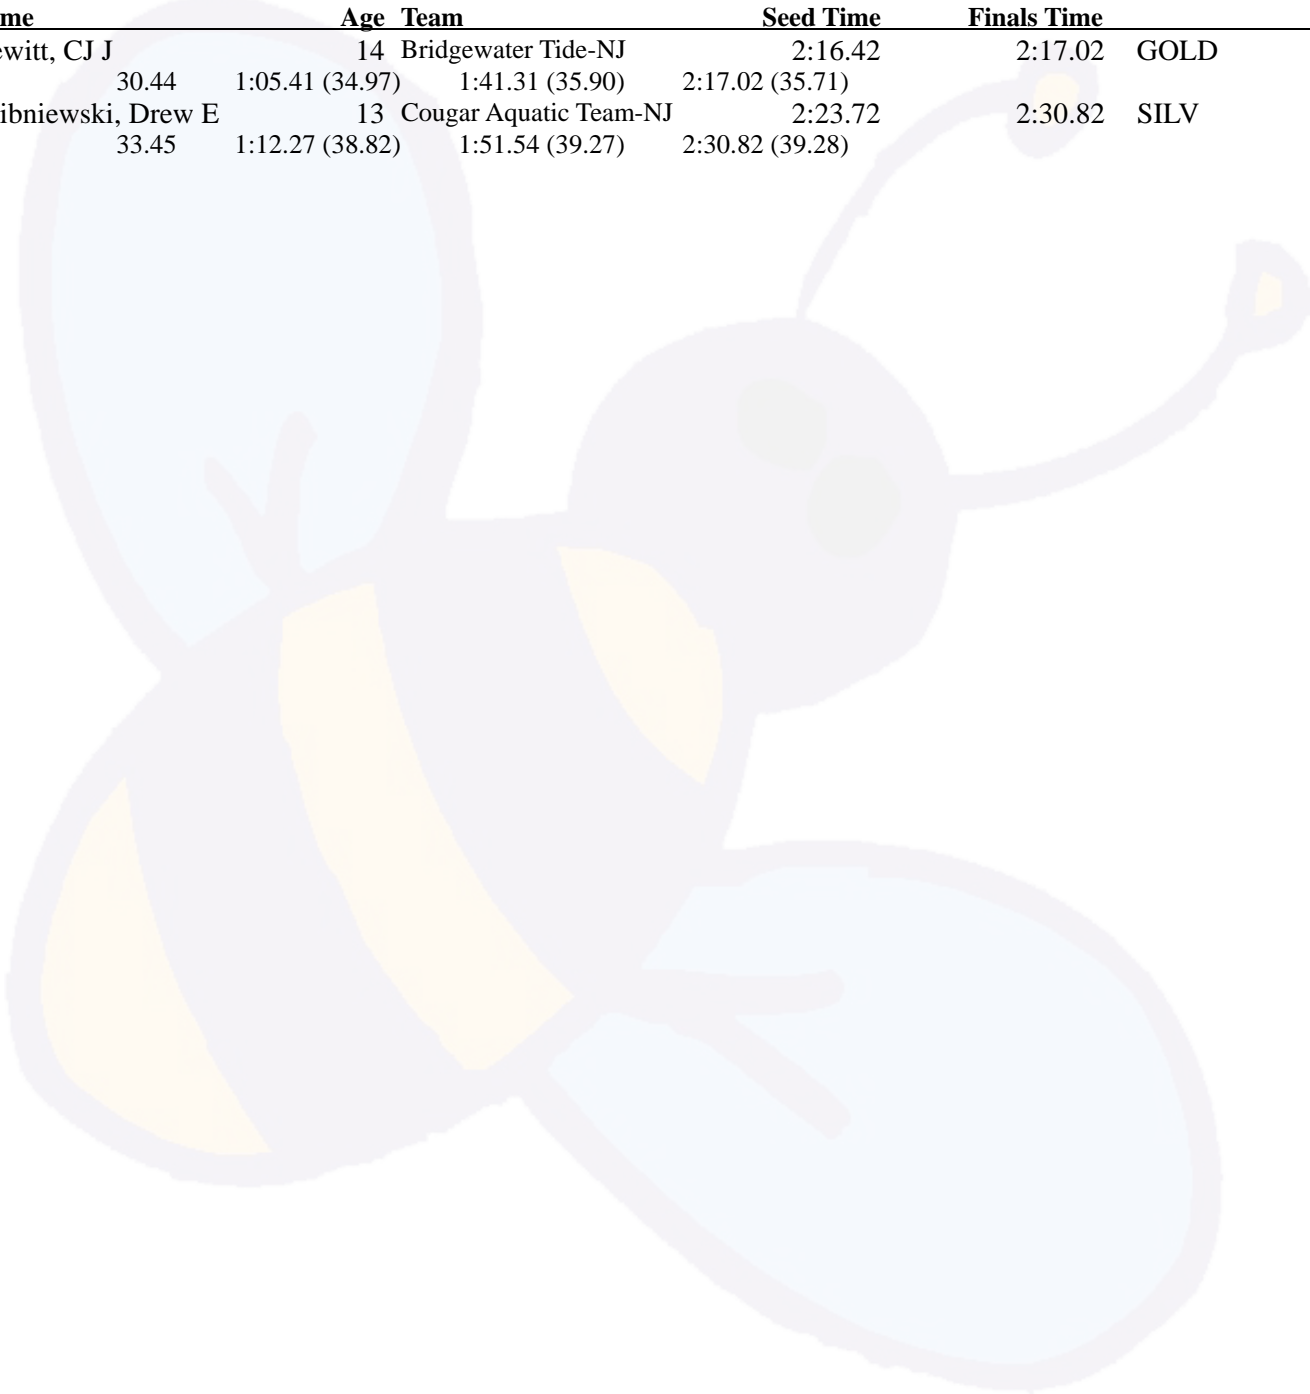 me Age Team Seed Time Finals Time
ewitt, CJ J 14 Bridgewater Tide-NJ 2:16.42 2:17.02 GOLD
30.44 1:05.41 (34.97) 1:41.31 (35.90) 2:17.02 (35.71)
ibniewski, Drew E 13 Cougar Aquatic Team-NJ 2:23.72 2:30.82 SILV
33.45 1:12.27 (38.82) 1:51.54 (39.27) 2:30.82 (39.28)